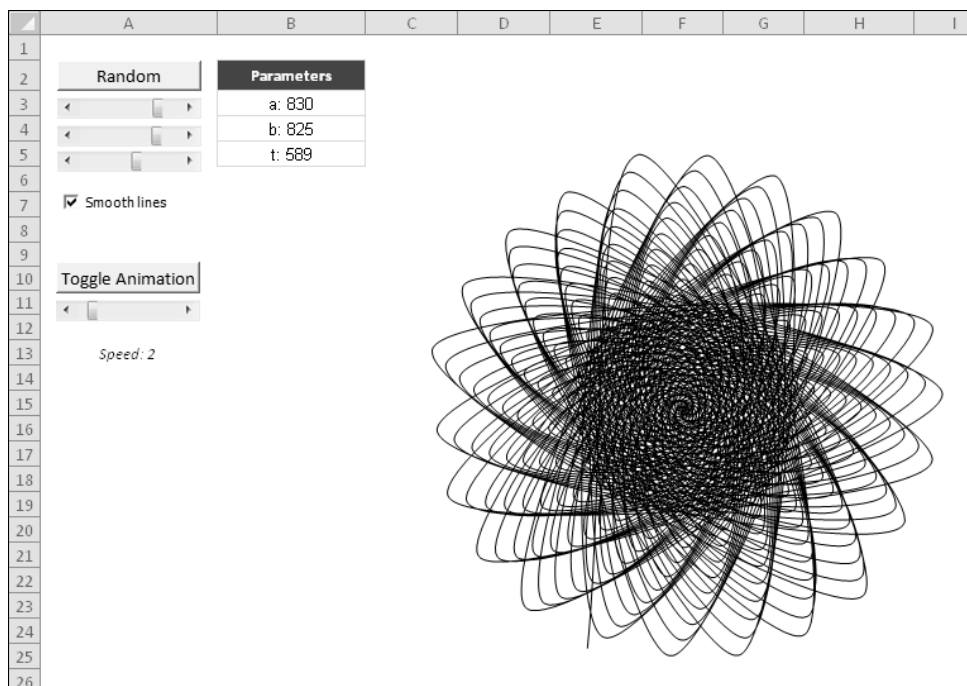 A B C D E F G H I
1
2 Random Parameters
3 a: 830
4 b: 825
5 t: 589
6
7 Smooth lines
8
9
10 Toggle Animation
11
12
13 Speed: 2
14
15
16
17
18
19
20
21
22
23
24
25
26